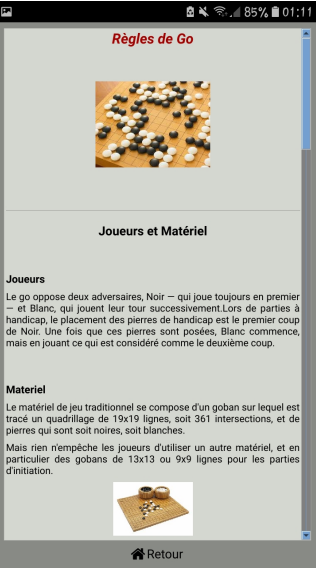 85% 01:11
Règles de Go
Joueurs et Matériel
Joueurs
Le go oppose deux adversaires, Noir — qui joue toujours en premier
— et Blanc, qui jouent leur tour successivement.Lors de parties à
handicap, le placement des pierres de handicap est le premier coup
de Noir. Une fois que ces pierres sont posées, Blanc commence,
mais en jouant ce qui est considéré comme le deuxième coup.
Materiel
Le matériel de jeu traditionnel se compose d'un goban sur lequel est
tracé un quadrillage de 19x19 lignes, soit 361 intersections, et de
pierres qui sont soit noires, soit blanches.
Mais rien n'empêche les joueurs d'utiliser un autre matériel, et en
particulier des gobans de 13x13 ou 9x9 lignes pour les parties
d'initiation.
Retour